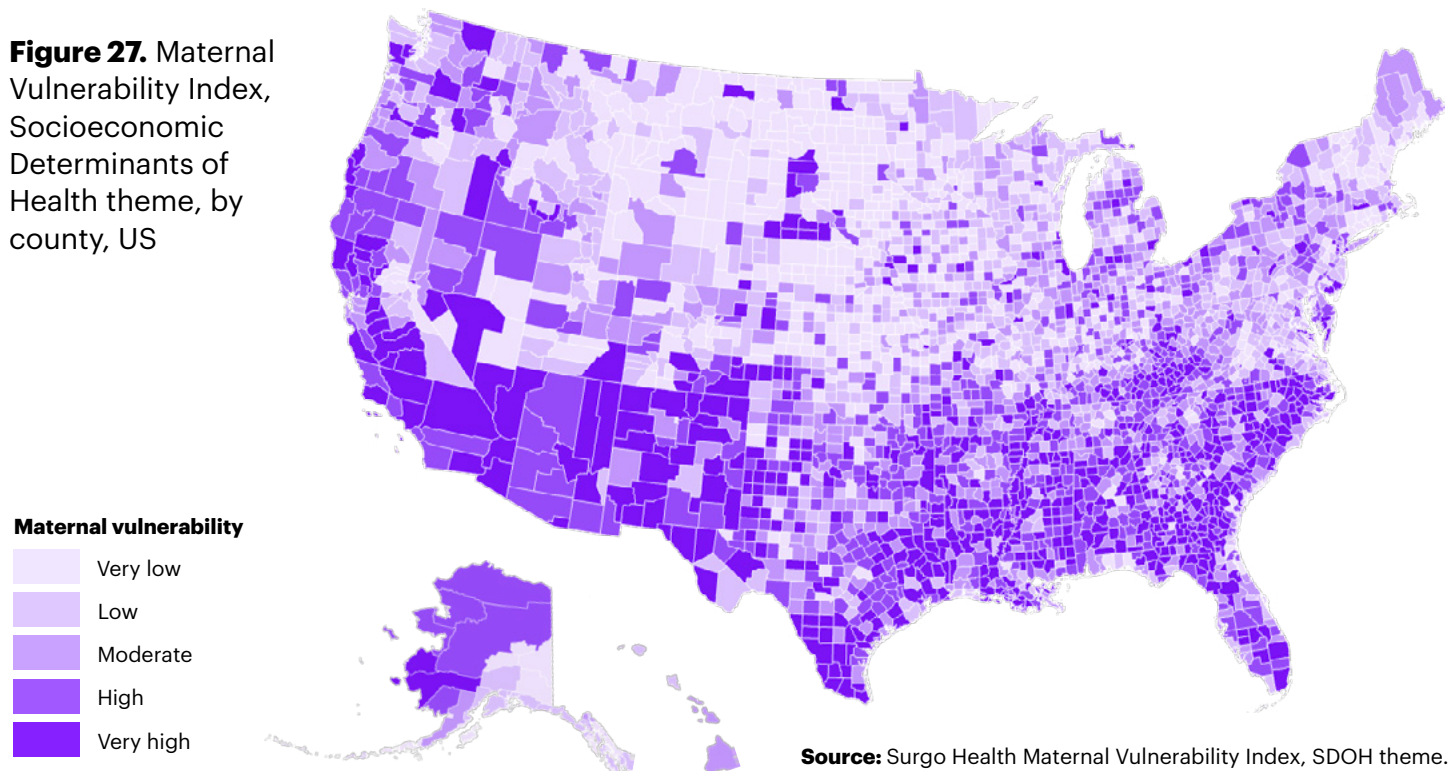 Figure 27. Maternal
Vulnerability Index,
Socioeconomic
Determinants of
Health theme, by
county, US
Maternal vulnerability
Very low
Low
Moderate
High
Very high
Source: Surgo Health Maternal Vulnerability Index, SDOH theme.